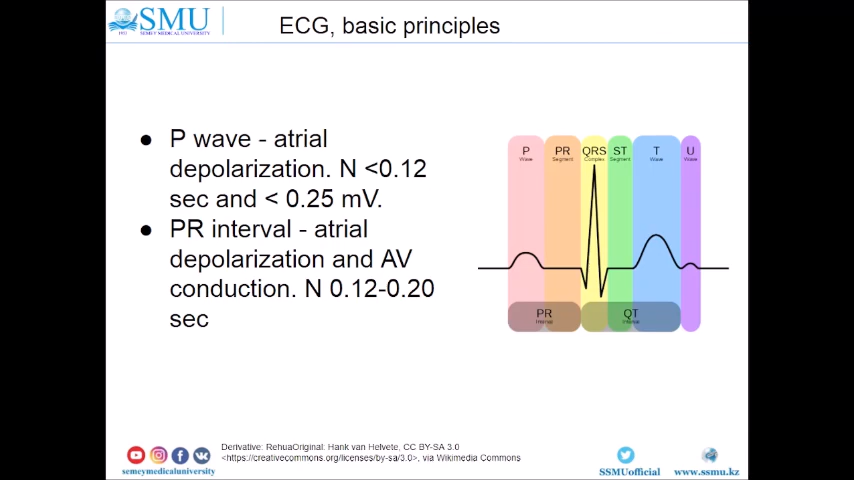 SMU
SEMEY MEDICAL UNIVERSITY
ECG, basic principles
● P wave - atrial
depolarization. N <0.12
sec and < 0.25 mV.
● PR interval - atrial
depolarization and AV
conduction. N 0.12-0.20
sec
P
Wave
PR
Segment
QRS
Complex
ST
Segment
T
Wave
U
Wave
PR
Interval
QT
Interval
semeymedicaluniversity
Derivative: RehuaOriginal: Hank van Helvete, CC BY-SA 3.0
<https://creativecommons.org/licenses/by-sa/3.0>, via Wikimedia Commons
SSMUofficial
www.ssmu.kz